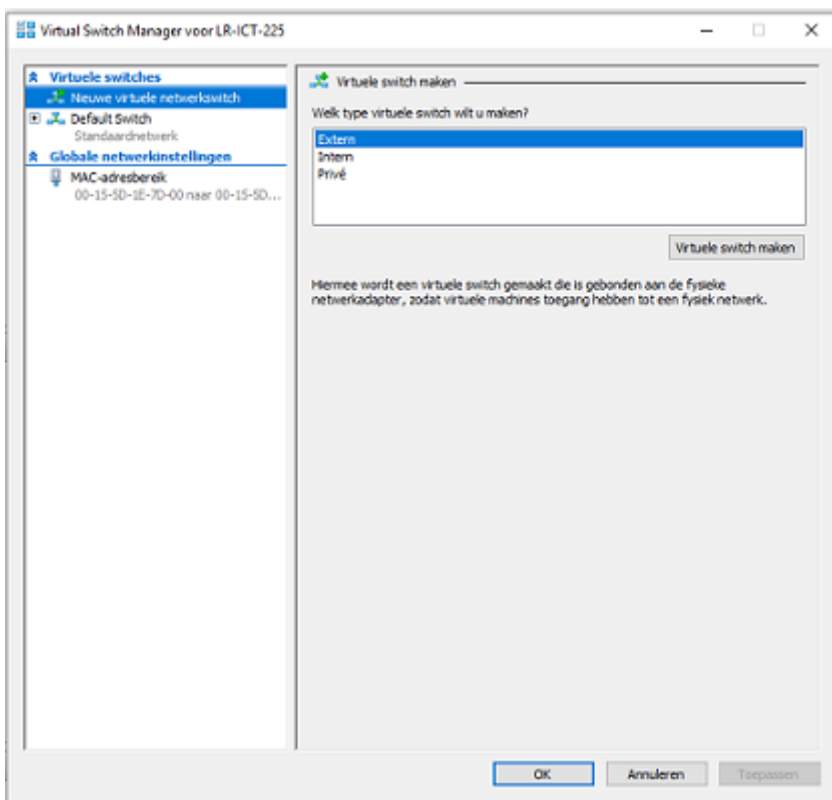 Virtual Switch Manager voor LR-ICT-225
Virtuele switches
Nieuwe virtuele netwerkswitch
Default Switch
Standaardnetwerk
Globale netwerkinstellingen
MAC-adresbereik
00-15-5D-1E-7D-00 naar 00-15-5D...
Virtuele switch maken
Welk type virtuele switch wilt u maken?
Extern
Intern
Privé
Virtuele switch maken
Hiermee wordt een virtuele switch gemaakt die is gebonden aan de fysieke
netwerkadapter, zodat virtuele machines toegang hebben tot een fysiek netwerk.
OK
Annuleren
Toepassen